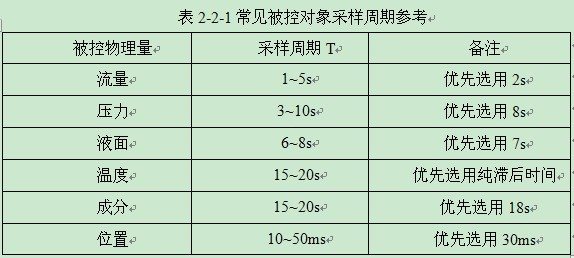 表 2-2-1 常见被控对象采样周期参考
被控物理量 采样周期 T 备注
流量 1~5s 优先选用 2s
压力 3~10s 优先选用 8s
液面 6~8s 优先选用 7s
温度 15~20s 优先选用纯滞后时间
成分 15~20s 优先选用 18s
位置 10~50ms 优先选用 30ms